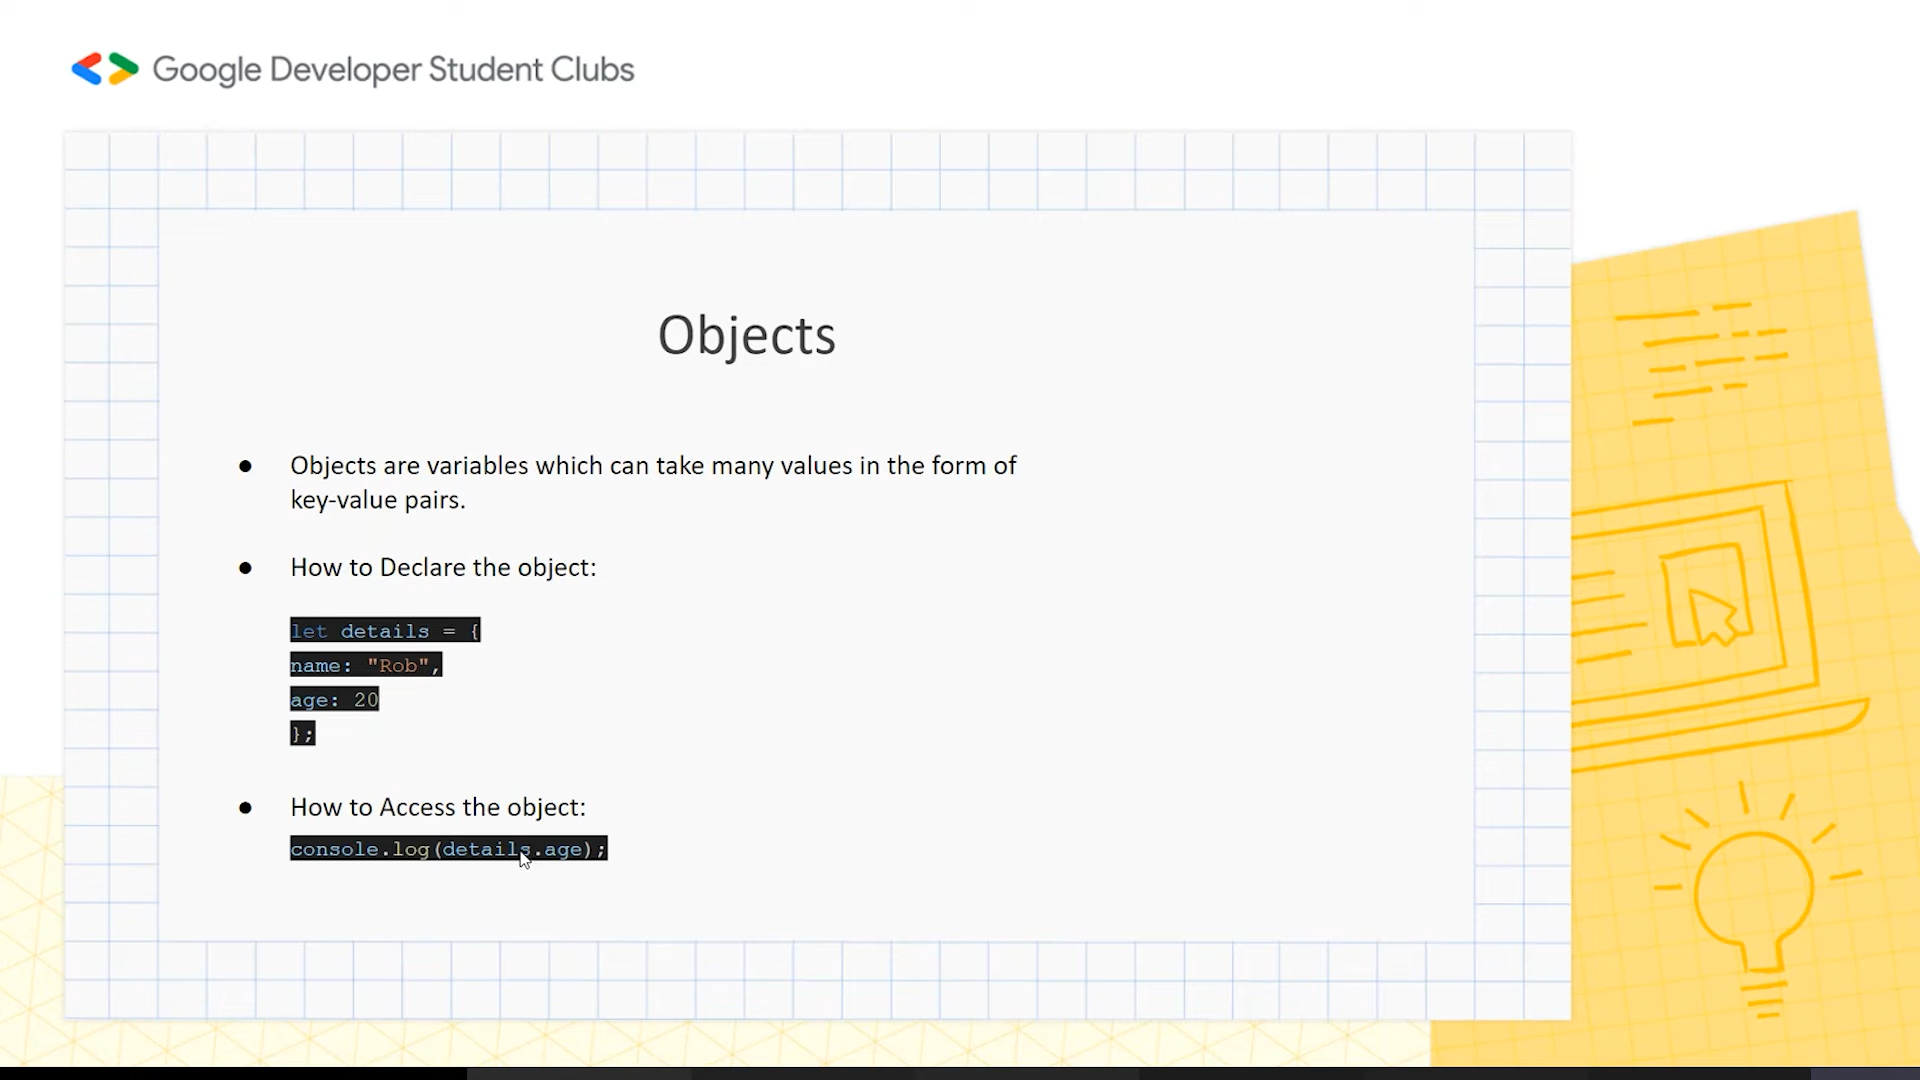 Google Developer Student Clubs
Objects
● Objects are variables which can take many values in the form of
key-value pairs.
● How to Declare the object:
let details = {
name: "Rob",
age: 20
};
● How to Access the object:
console.log(details.age);